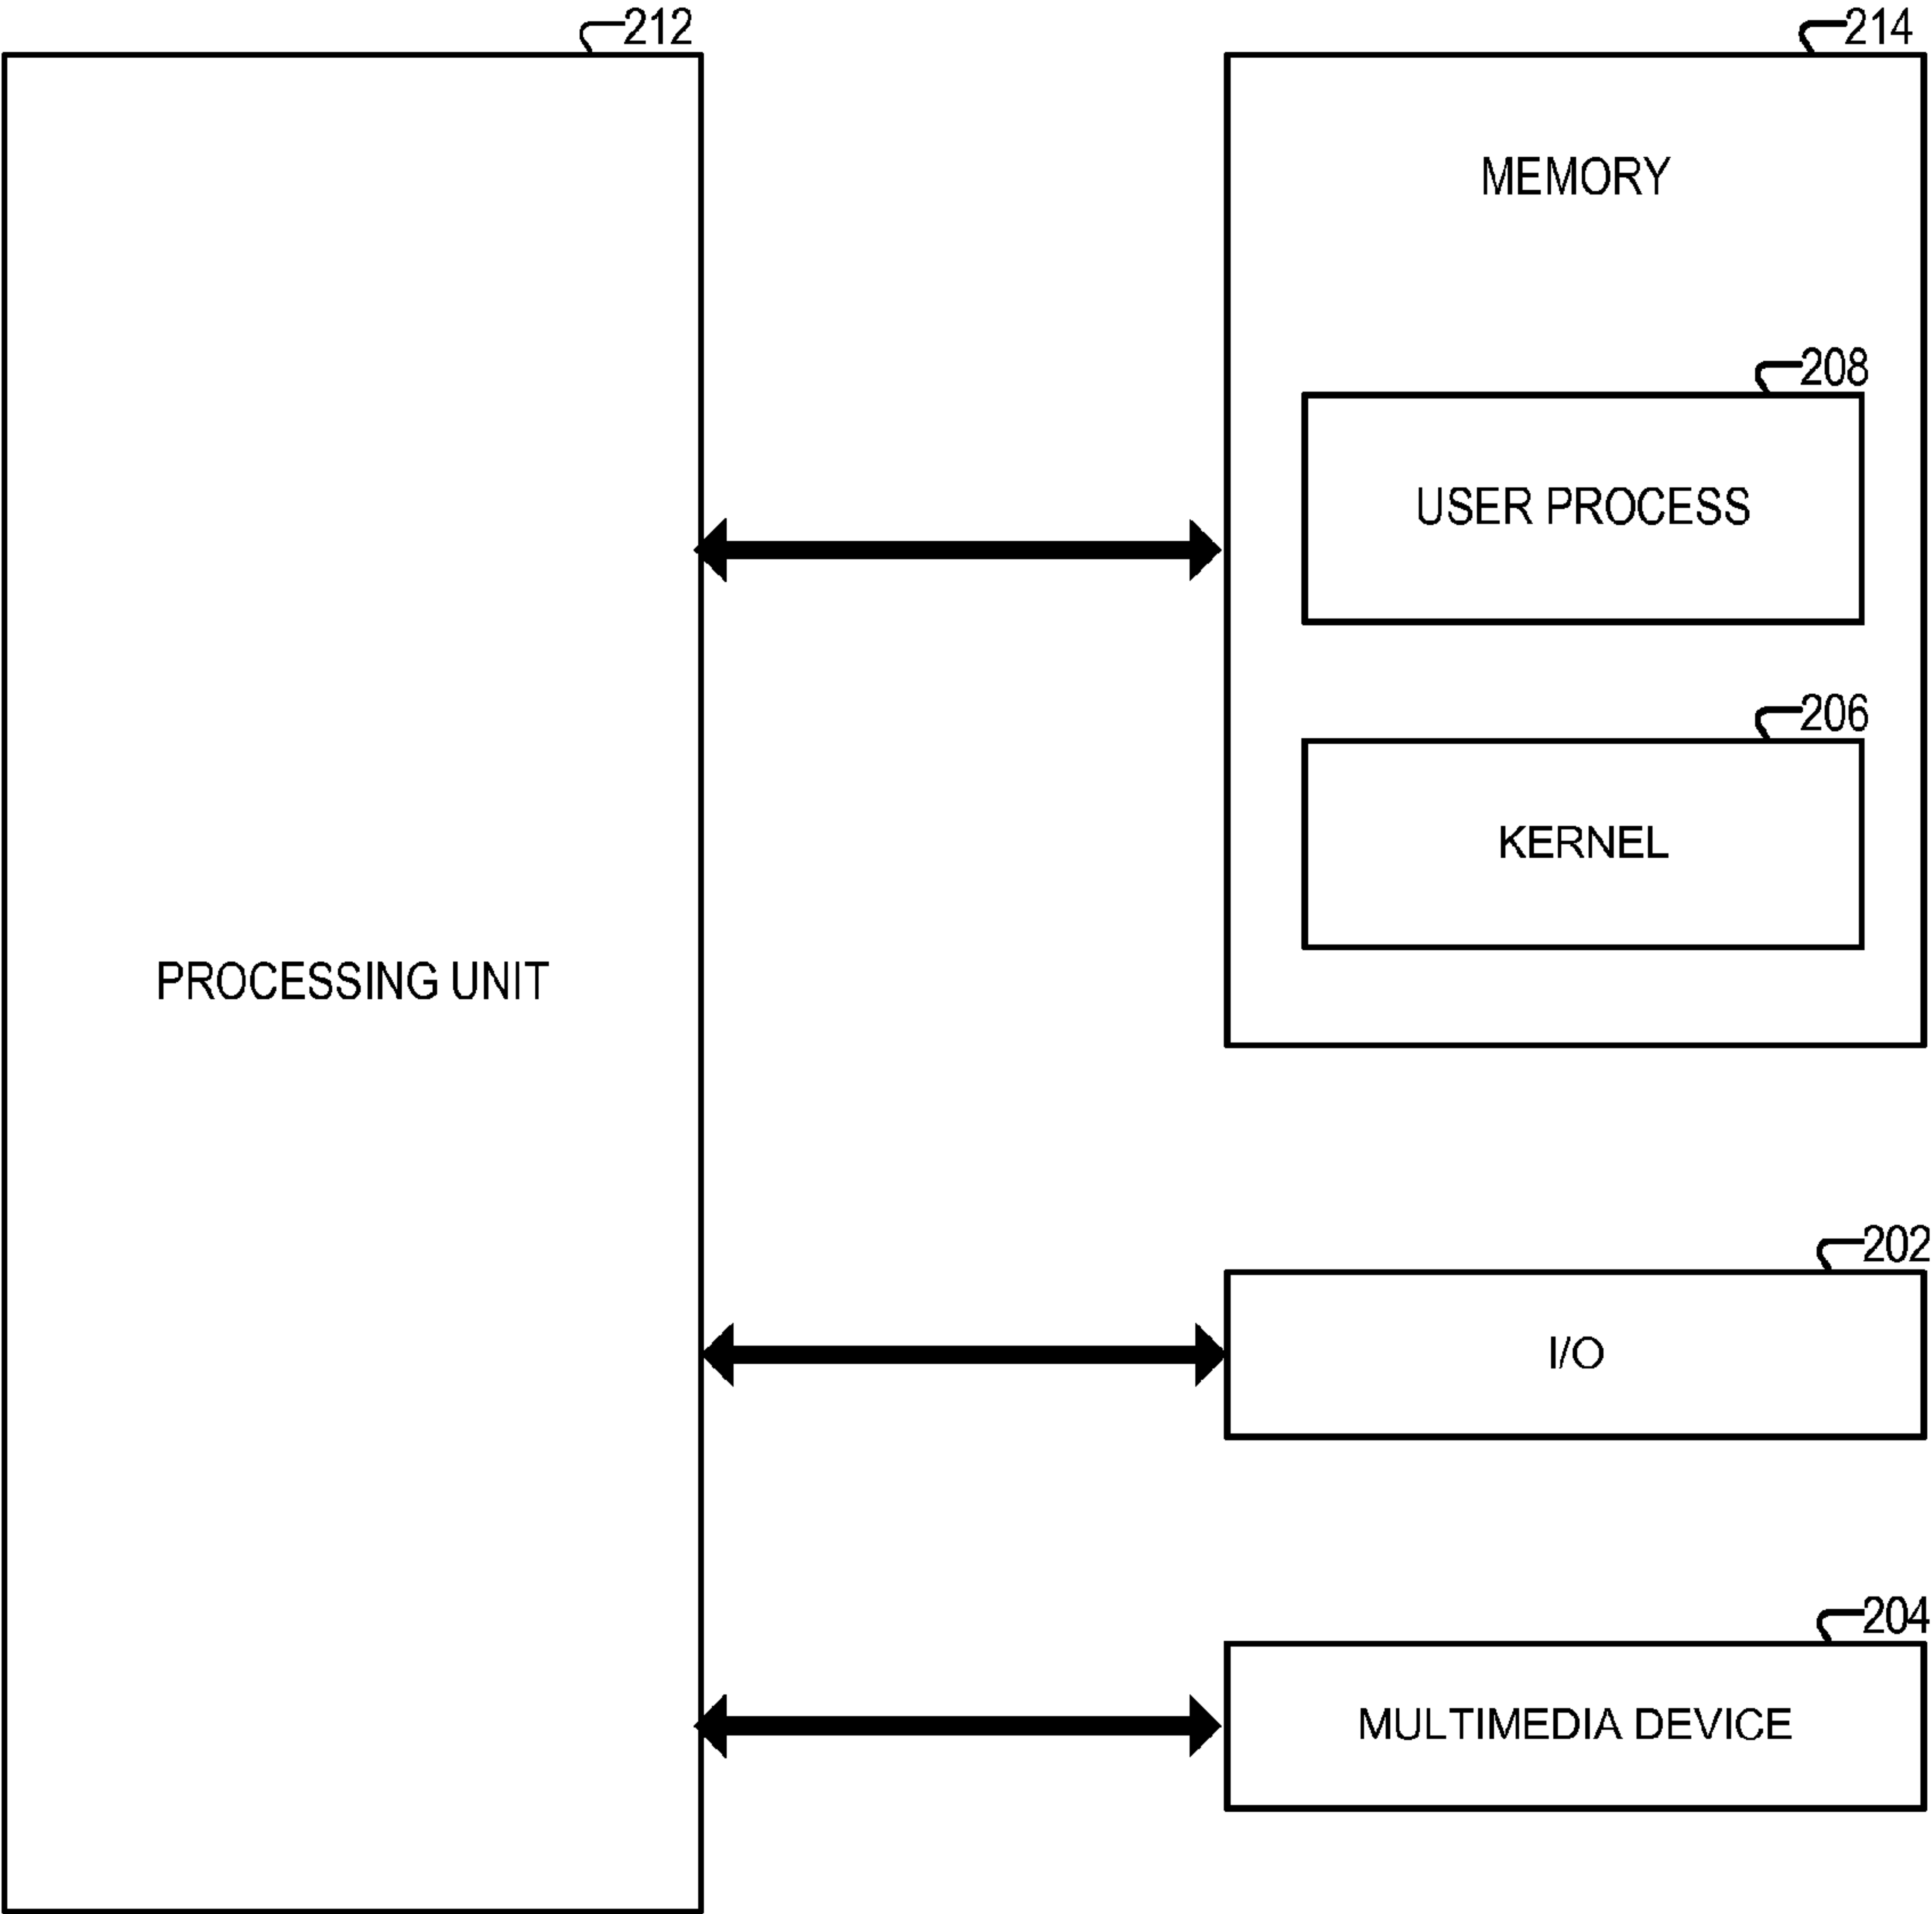 212
214
MEMORY
208
USER PROCESS
206
KERNEL
PROCESSING UNIT
202
I/O
204
MULTIMEDIA DEVICE